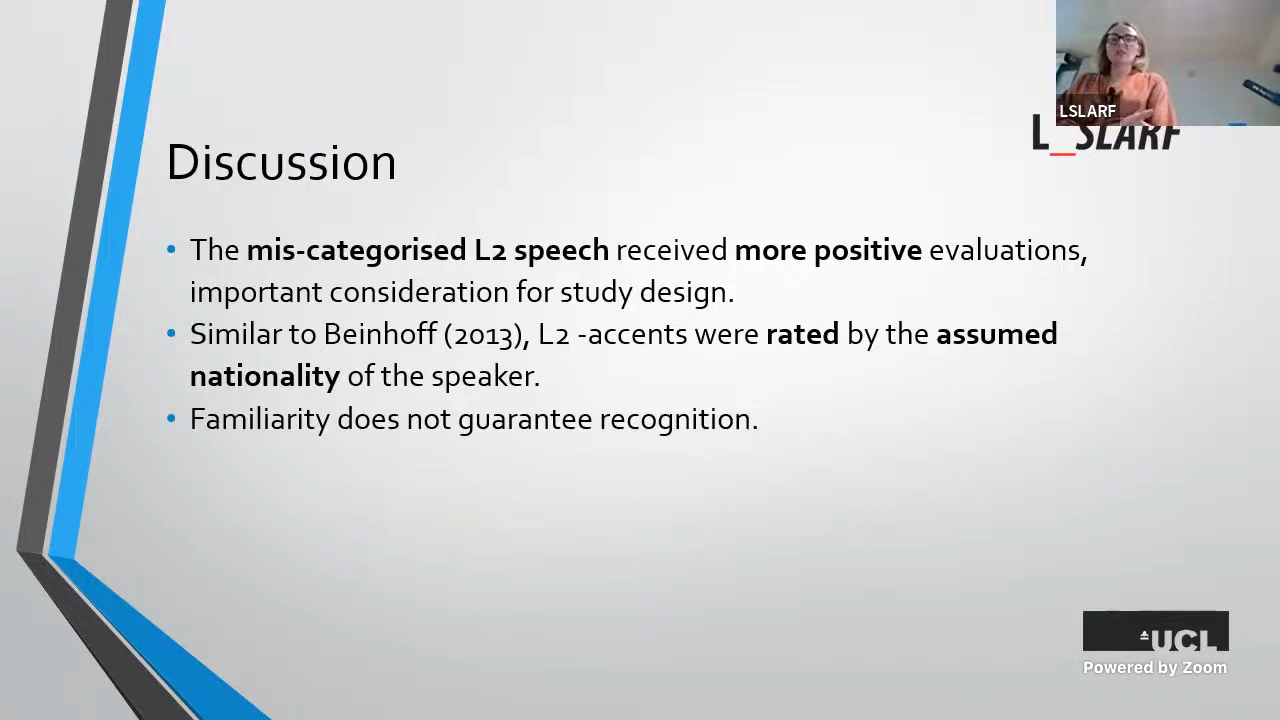 LSLARF
L_SLARF
Discussion
• The mis-categorised L2 speech received more positive evaluations,
important consideration for study design.
• Similar to Beinhoff (2013), L2 -accents were rated by the assumed
nationality of the speaker.
• Familiarity does not guarantee recognition.
UCL
Powered by Zoom